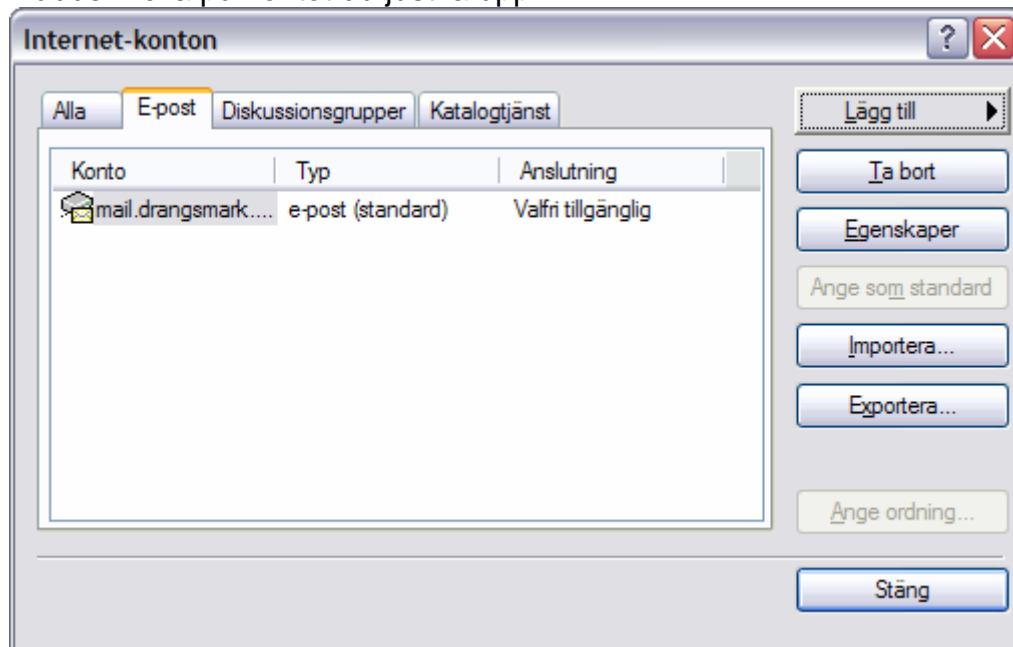 Internet-konton
Alla E-post Diskussionsgrupper Katalogtjänst
Lägg till
Konto Typ Anslutning
Ta bort
mail.drangsmark.... e-post (standard) Valfri tillgänglig
Egenskaper
Ange som standard
Importera...
Exportera...
Ange ordning...
Stäng